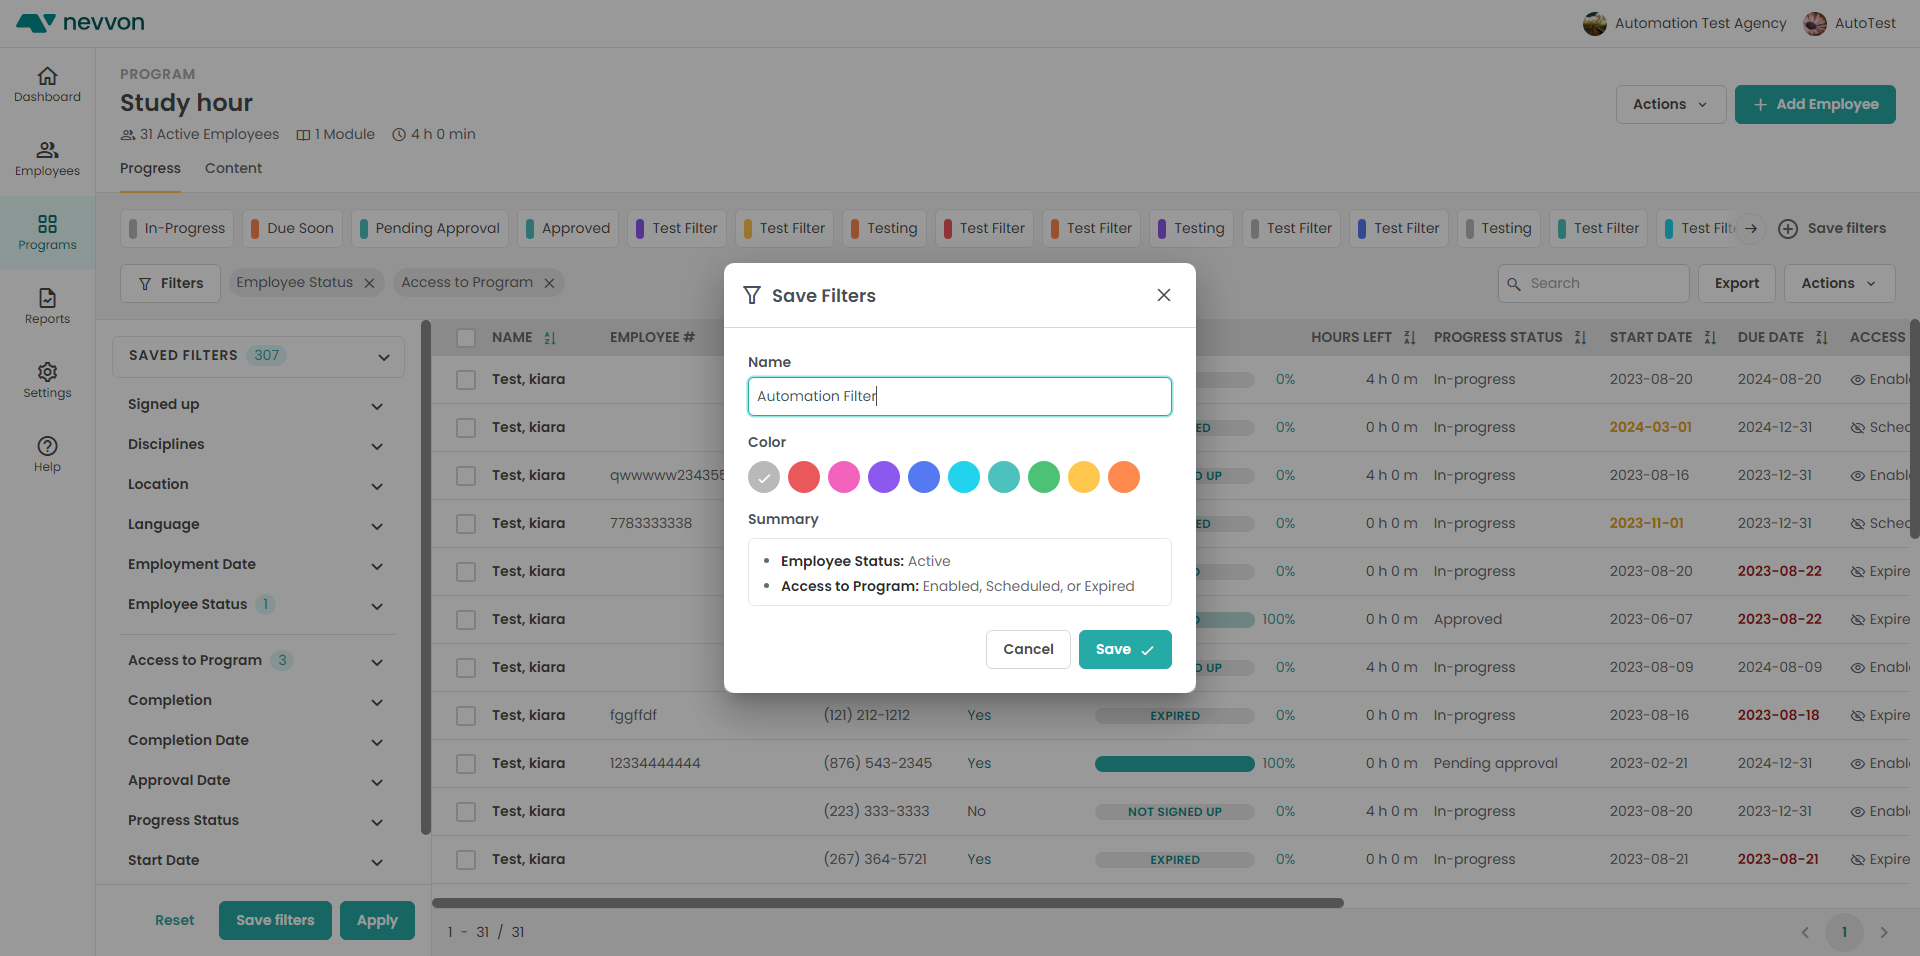 nevvon
Automation Test Agency
AutoTest
Dashboard
Employees
Programs
Reports
Settings
Help
PROGRAM
Study hour
31 Active Employees 1 Module 4 h 0 min
Actions
Add Employee
Progress Content
In-Progress Due Soon Pending Approval Approved Test Filter Test Filter Testing Test Filter Test Filter Testing Test Filter Test Filter Testing Test Filter Test Save filters
Filters Employee Status Access to Program Search Export Actions
SAVED FILTERS 307
Signed up
Disciplines
Location
Language
Employment Date
Employee Status 1
Access to Program 3
Completion
Completion Date
Approval Date
Progress Status
Start Date
Reset Save filters Apply
NAME EMPLOYEE # HOURS LEFT PROGRESS STATUS START DATE DUE DATE ACCESS
Test, kiara 0% 4 h 0 m In-progress 2023-08-20 2024-08-20
Test, kiara 0% 0 h 0 m In-progress 2024-03-01 2024-12-31
Test, kiara UP 0% 4 h 0 m In-progress 2023-08-16 2023-12-31
Test, kiara 7783333338 0% 0 h 0 m In-progress 2023-11-01 2023-12-31
Test, kiara 0% 0 h 0 m In-progress 2023-08-20 2023-08-22
Test, kiara 100% 0 h 0 m Approved 2023-06-07 2023-08-22
Test, kiara UP 0% 4 h 0 m In-progress 2023-08-09 2024-08-09
Test, kiara fggffdf (121) 212-1212 Yes EXPIRED 0% 0 h 0 m In-progress 2023-08-16 2023-08-18
Test, kiara 12334444444 (876) 543-2345 Yes 100% 0 h 0 m Pending approval 2023-02-21 2024-12-31
Test, kiara (223) 333-3333 No NOT SIGNED UP 0% 4 h 0 m In-progress 2023-08-20 2023-12-31
Test, kiara (267) 364-5721 Yes EXPIRED 0% 0 h 0 m In-progress 2023-08-21 2023-08-21
1 - 31 / 31
1
Save Filters
Name
Automation Filter
Color
Summary
Employee Status: Active
Access to Program: Enabled, Scheduled, or Expired
Cancel Save